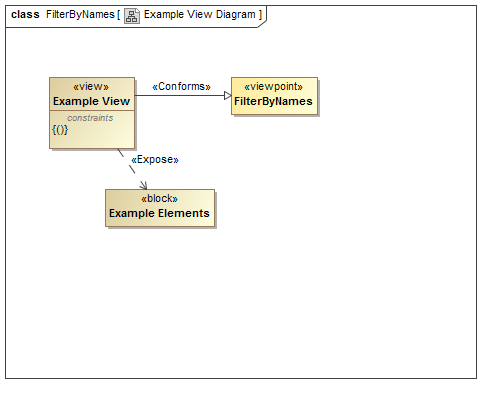 class FilterByNames [ Example View Diagram ]
«view»
Example View
constraints
{()}
«Conforms»
«viewpoint»
FilterByNames
«Expose»
«block»
Example Elements